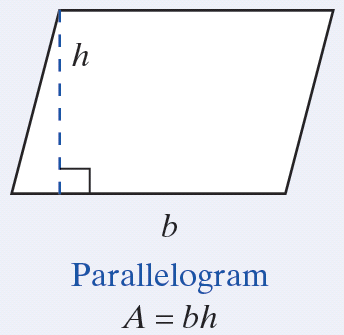 h
b
Parallelogram
A = bh